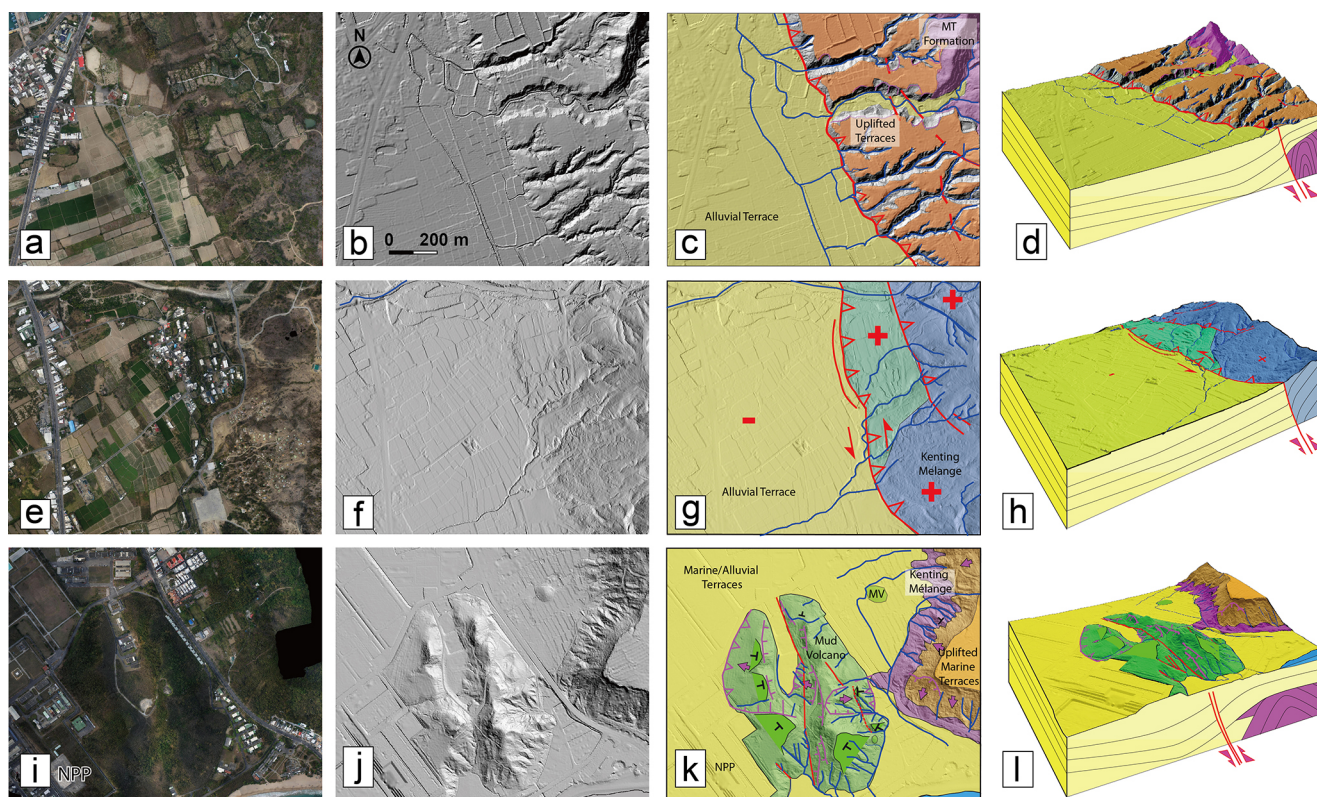 a
b
N
0 200 m
c
MT
Formation
Uplifted
Terraces
Alluvial Terrace
d
e
f
g
Alluvial Terrace
Kenting
Melange
h
i
NPP
j
k
Marine/Alluvial
Terraces
MV
Kenting
Mélange
Mud
Volcano
Uplifted
Marine
Terraces
NPP
l